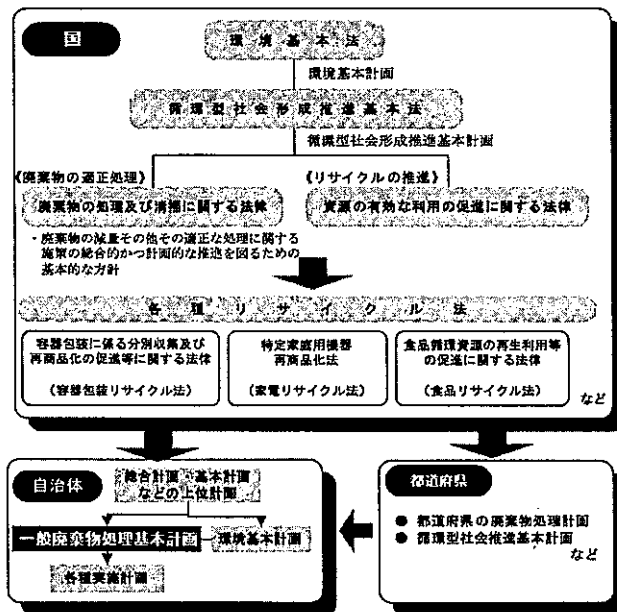 国
環境基本法
環境基本計画
循環型社会形成推進基本法
循環型社会形成推進基本計画
《廃棄物の適正処理》
《リサイクルの推進》
廃棄物の処理及び清掃に関する法律
資源の有効な利用の促進に関する法律
・廃棄物の減量その他その適正な処理に関する
施策の総合的かつ計画的な推進を図るための
基本的な方針
各種リサイクル法
容器包装に係る分別収集及び
再商品化の促進等に関する法律
(容器包装リサイクル法)
特定家庭用機器
再商品化法
(家電リサイクル法)
食品循環資源の再生利用等
の促進に関する法律
(食品リサイクル法)
など
自治体
総合計画 基本計画
などの上位計画
一般廃棄物処理基本計画
環境基本計画
各種実施計画
都道府県
● 都道府県の廃棄物処理計画
● 循環型社会推進基本計画
など